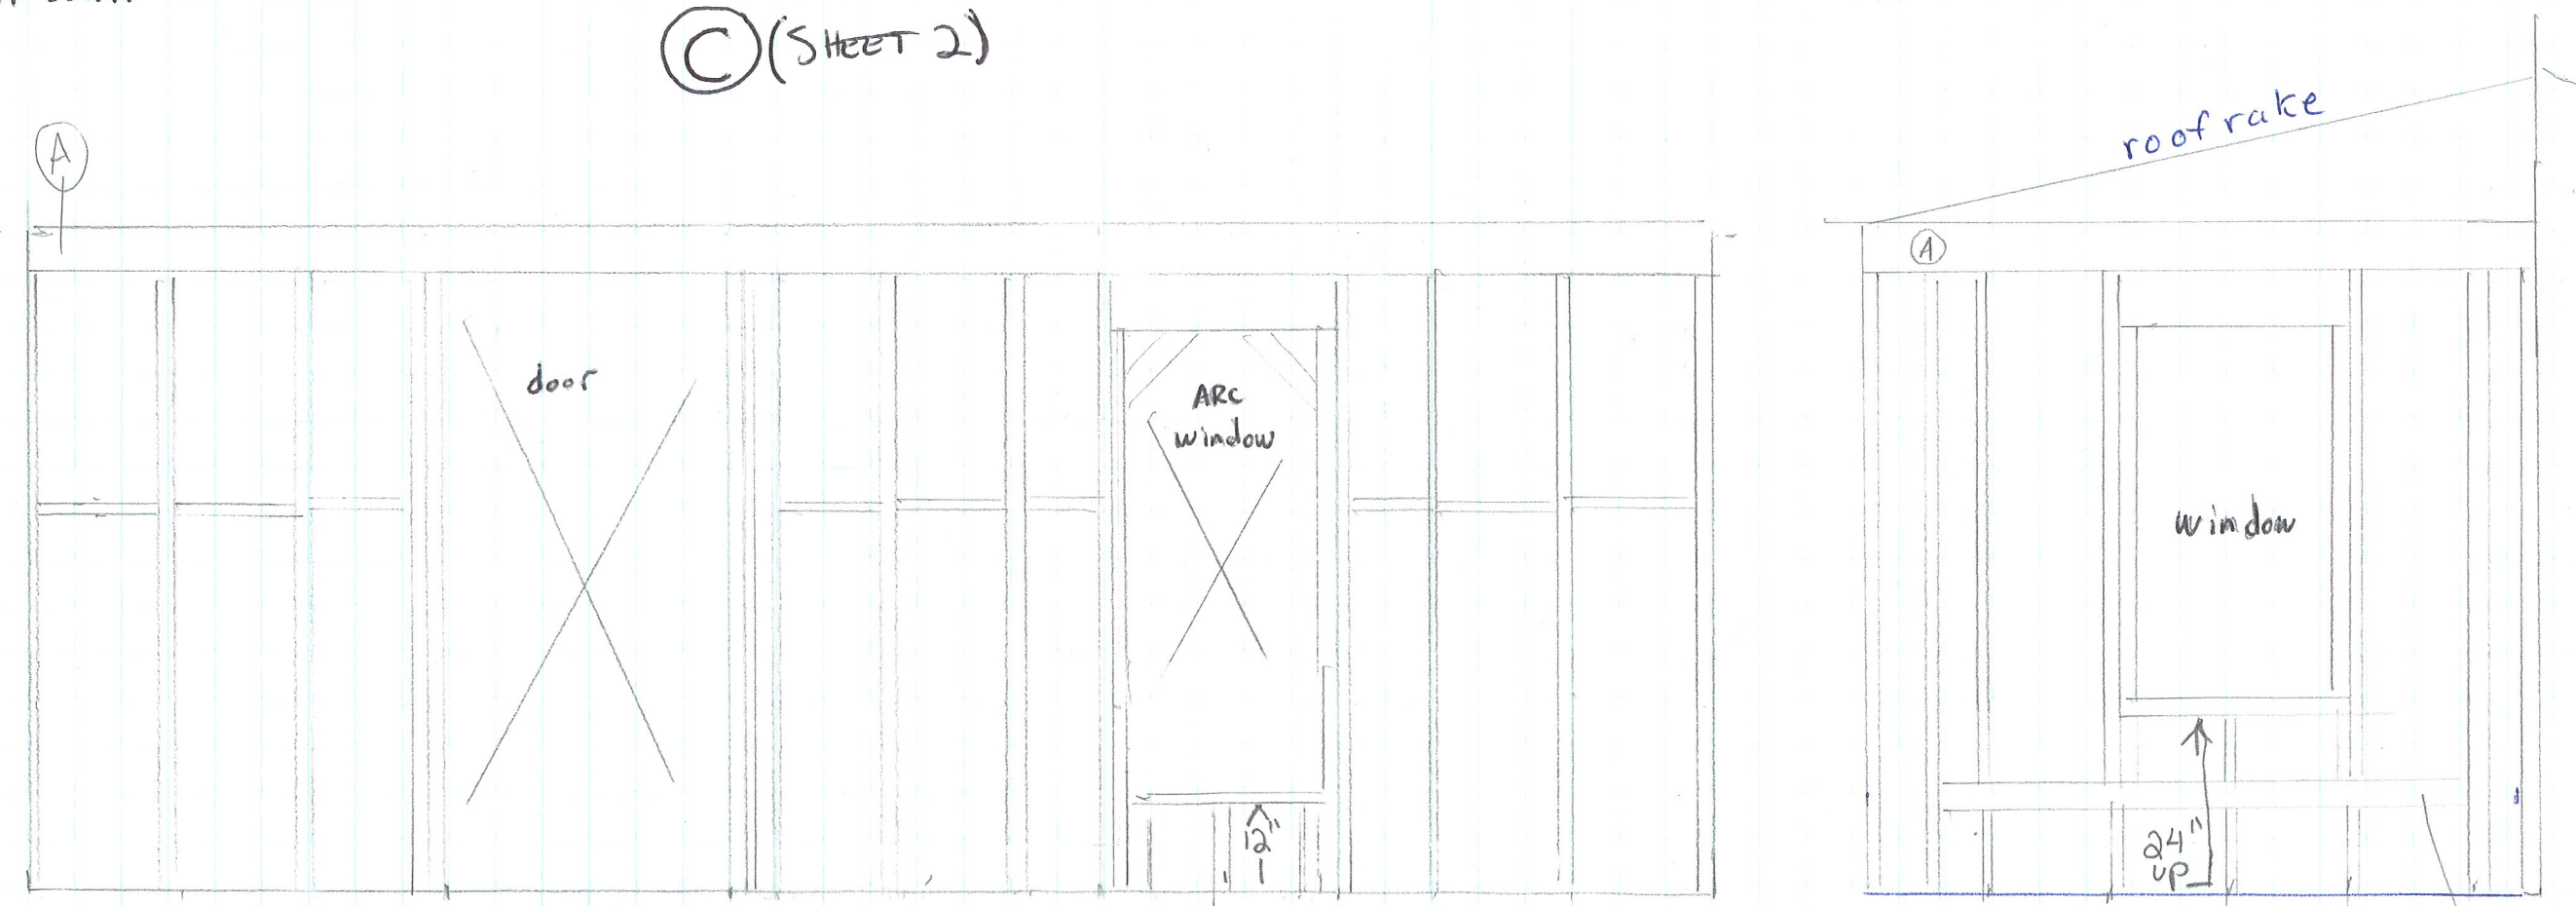 C (SHEET 2)
A
roof rake
A
door
ARC
window
window
12"
24"
up